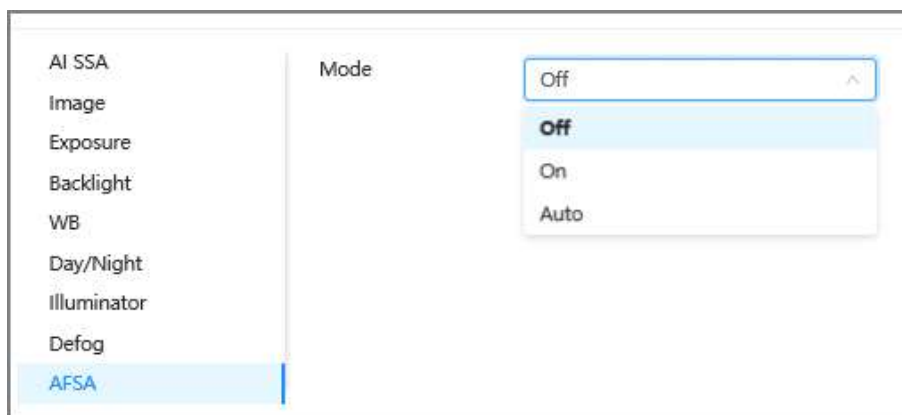 AI SSA
Image
Exposure
Backlight
WB
Day/Night
Illuminator
Defog
AFSA
Mode
Off
Off
On
Auto